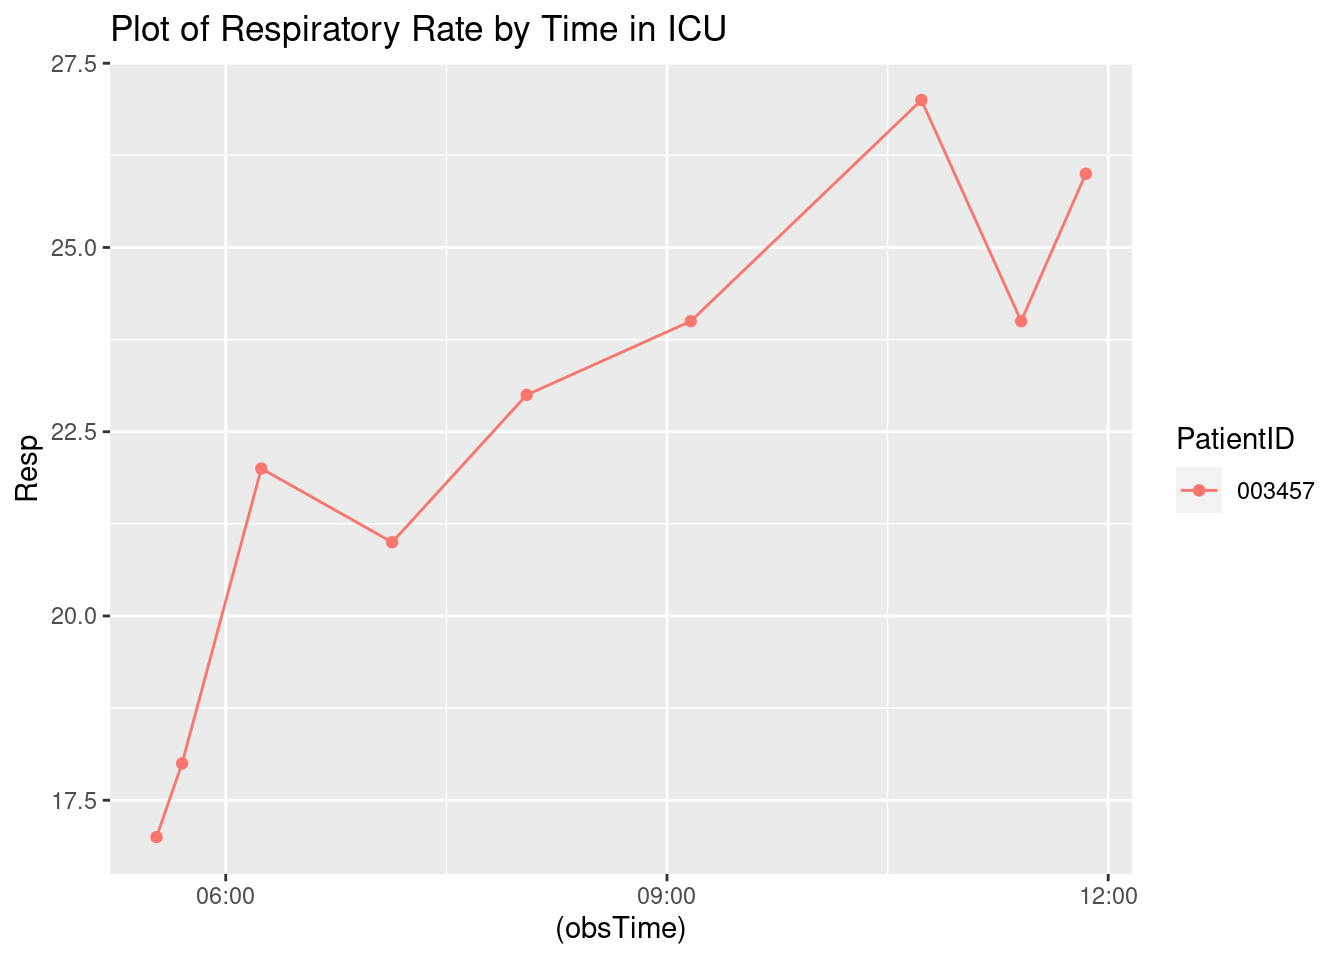 Plot of Respiratory Rate by Time in ICU
27.5
25.0
22.5
20.0
17.5
Resp
06:00
09:00
12:00
(obsTime)
PatientID
003457